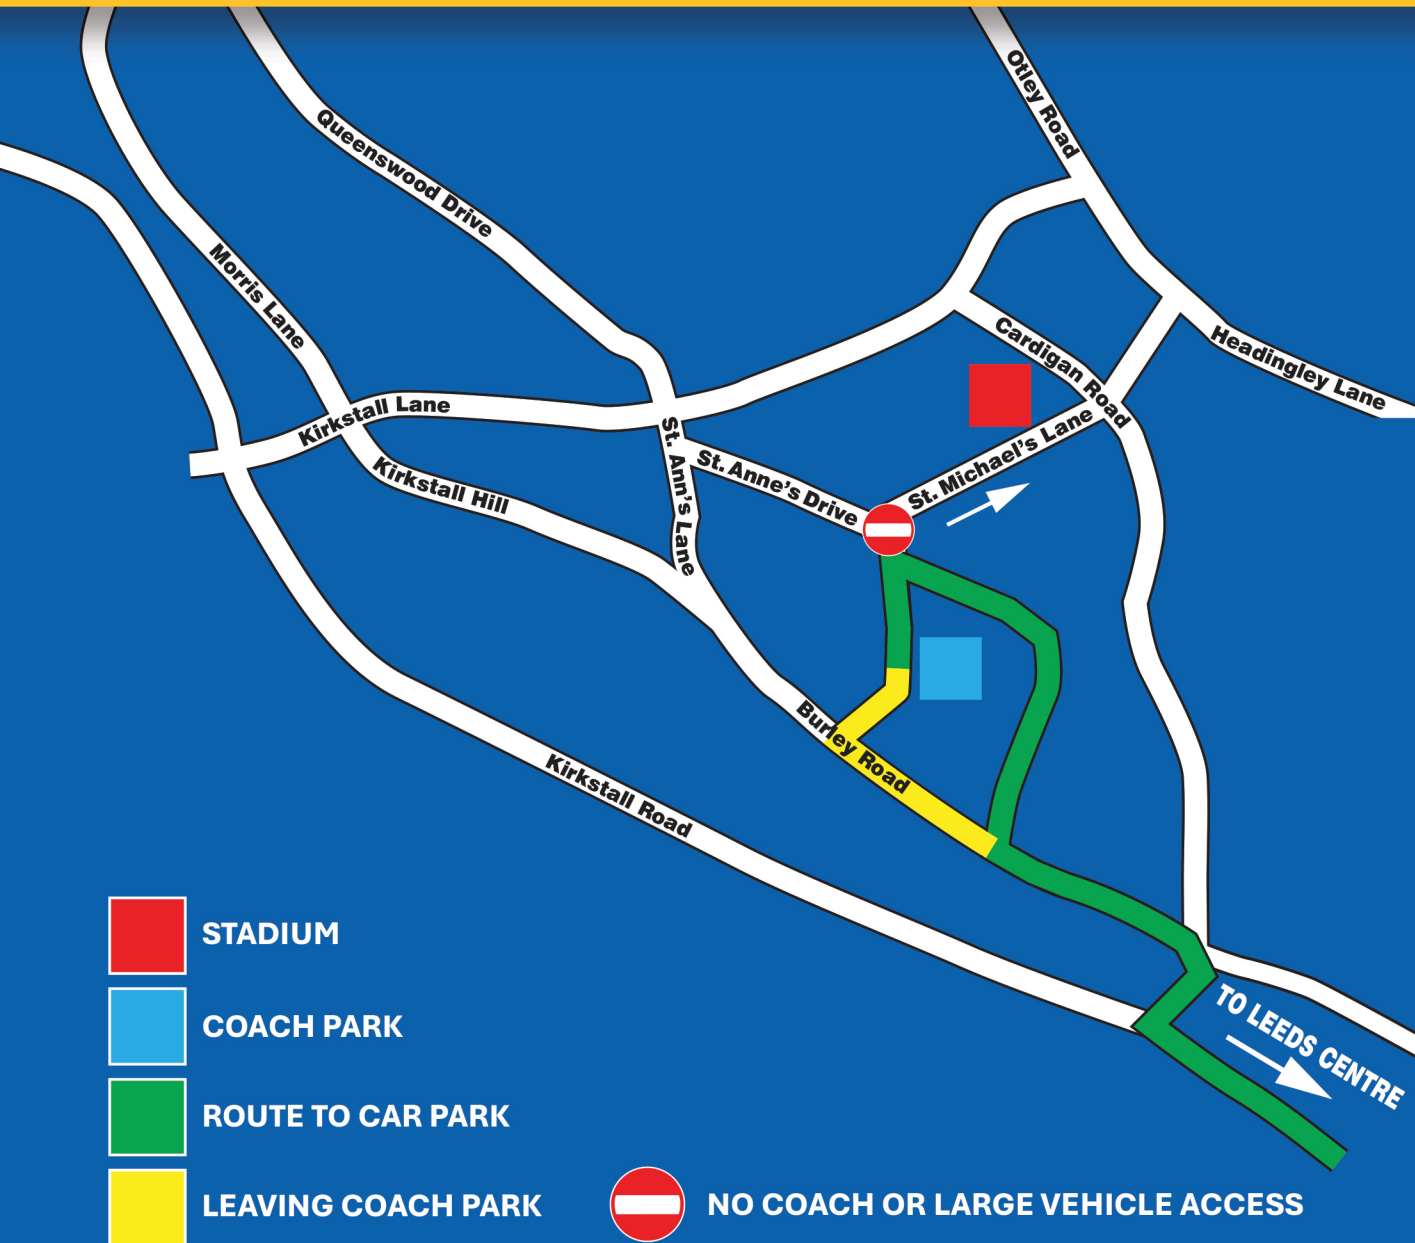 Otley Road
Queenswood Drive
Morris Lane
Cardigan Road
Headingley Lane
Kirkstall Lane
St. Michael's Lane
St. Ann's Lane
St. Anne's Drive
Kirkstall Hill
Burley Road
Kirkstall Road
STADIUM
TO LEEDS CENTRE
COACH PARK
ROUTE TO CAR PARK
LEAVING COACH PARK
NO COACH OR LARGE VEHICLE ACCESS